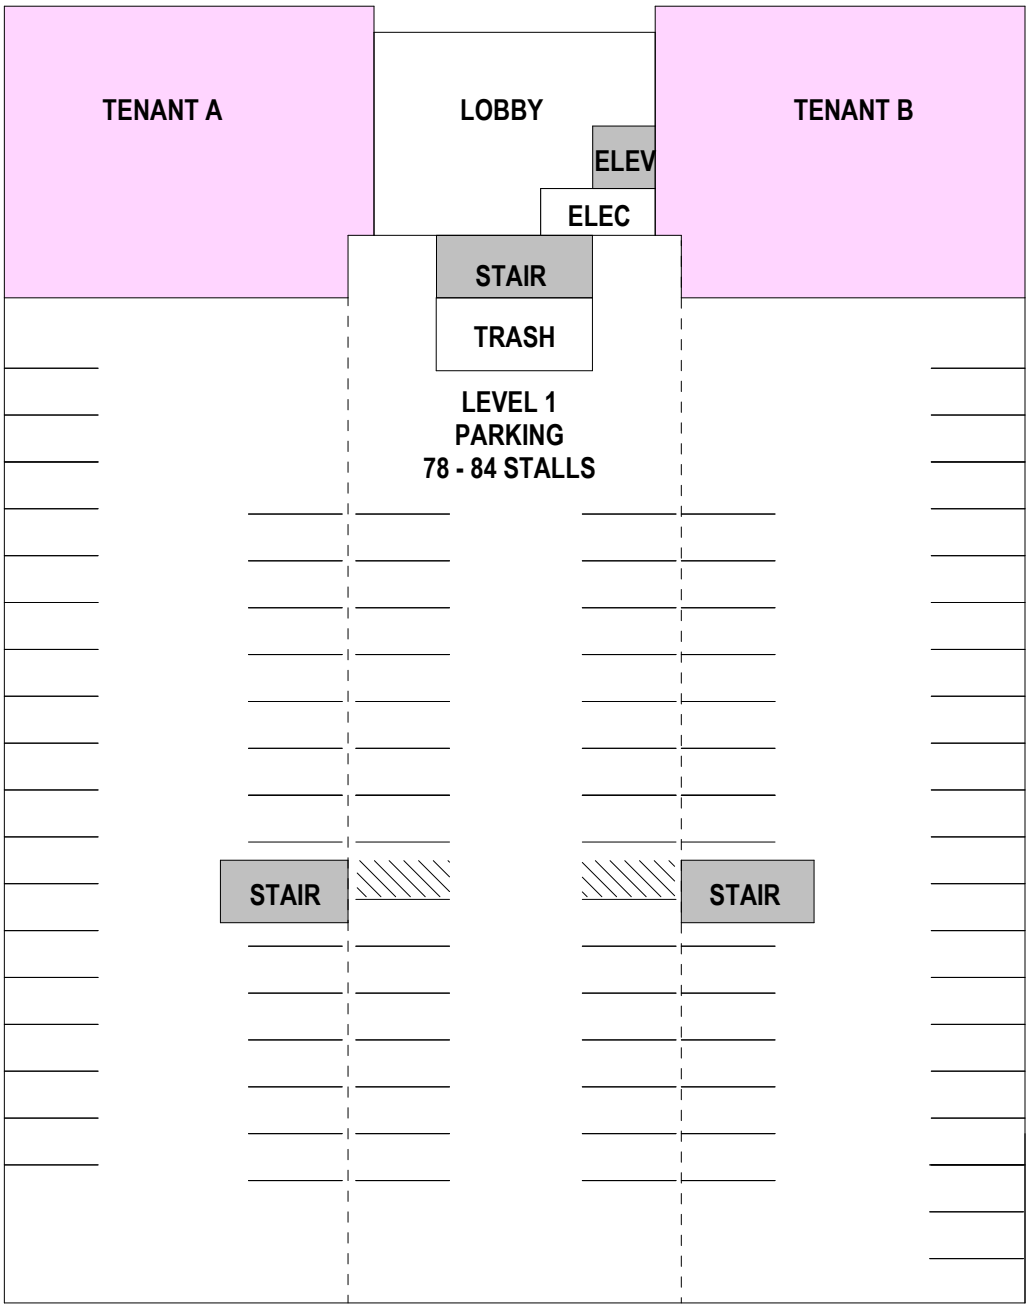 TENANT A
LOBBY
TENANT B
ELEV
ELEC
STAIR
TRASH
LEVEL 1
PARKING
78 - 84 STALLS
STAIR
STAIR